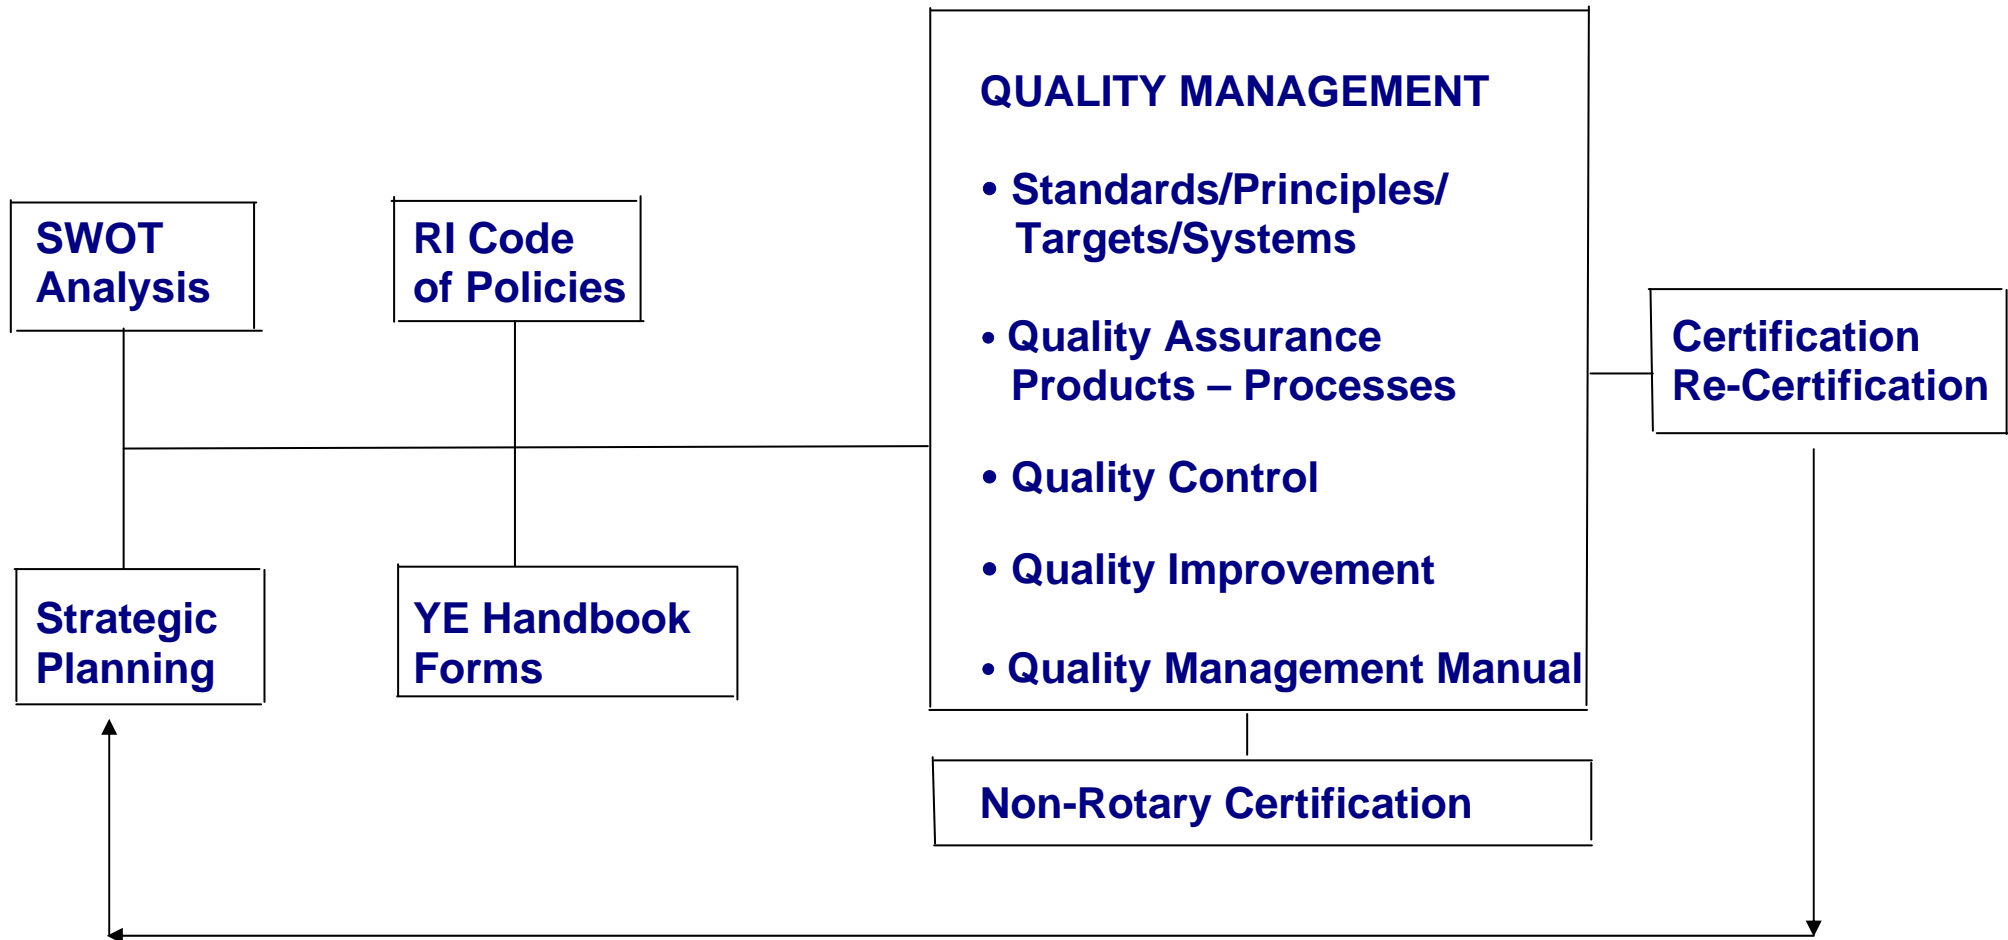 SWOT
Analysis
RI Code
of Policies
Strategic
Planning
YE Handbook
Forms
QUALITY MANAGEMENT
• Standards/Principles/
Targets/Systems
• Quality Assurance
Products – Processes
• Quality Control
• Quality Improvement
• Quality Management Manual
Non-Rotary Certification
Certification
Re-Certification